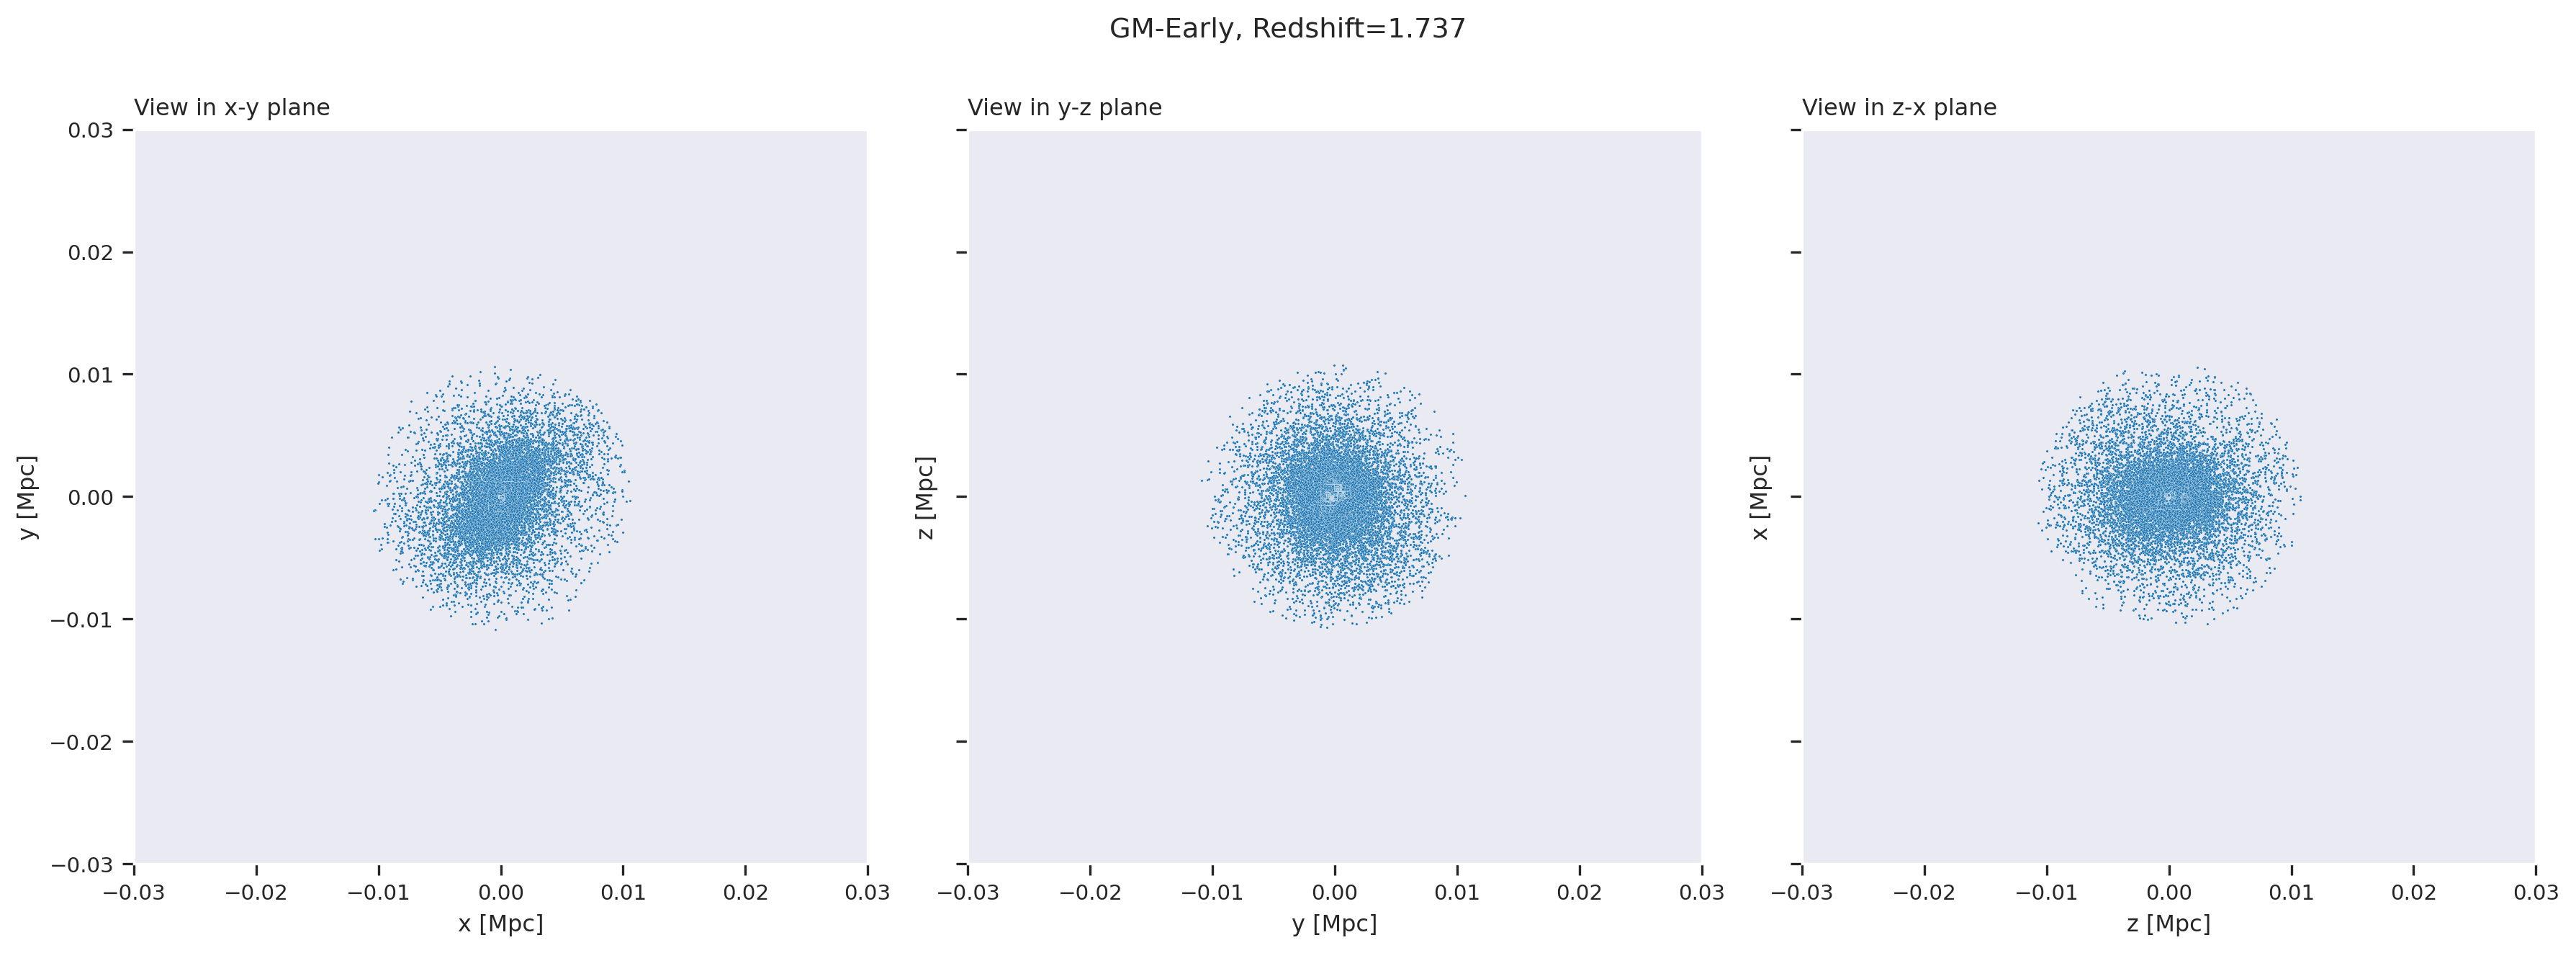 GM-Early, Redshift=1.737
View in x-y plane
View in y-z plane
View in z-x plane
0.03
0.02
0.01
0.00
−0.01
−0.02
−0.03
y [Mpc]
z [Mpc]
x [Mpc]
−0.03 −0.02 −0.01 0.00 0.01 0.02 0.03
−0.03 −0.02 −0.01 0.00 0.01 0.02 0.03
−0.03 −0.02 −0.01 0.00 0.01 0.02 0.03
x [Mpc]
y [Mpc]
z [Mpc]